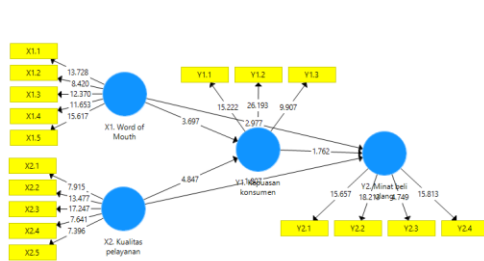 X1.1
X1.2
X1.3
X1.4
X1.5
13.728
8.420
12.370
11.653
15.617
X1. Word of
Mouth
Y1.1
Y1.2
Y1.3
15.222
26.193
9.907
3.697
2.977
4.847
1.762
konsumen
X2.1
X2.2
X2.3
X2.4
X2.5
7.915
13.477
17.247
7.641
7.396
X2. Kualitas
pelayanan
Y2. Minat beli
15.657
15.813
Y2.1
Y2.2
Y2.3
Y2.4